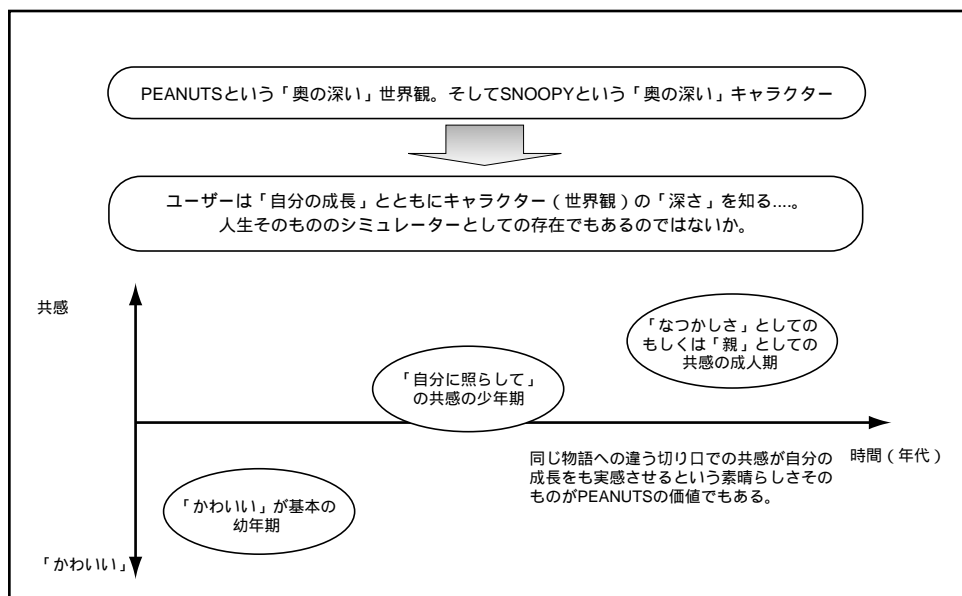 PEANUTSという「奥の深い」世界観。そしてSNOOPYという「奥の深い」キャラクター
ユーザーは「自分の成長」とともにキャラクター（世界観）の「深さ」を知る....。
人生そのもののシミュレーターとしての存在でもあるのではないか。
共感
「なつかしさ」としての
もしくは「親」としての
共感の成人期
「自分に照らして」
の共感の少年期
時間（年代）
同じ物語への違う切り口での共感が自分の
成長をも実感させるという素晴らしさその
ものがPEANUTSの価値でもある。
「かわいい」が基本の
幼年期
「かわいい」